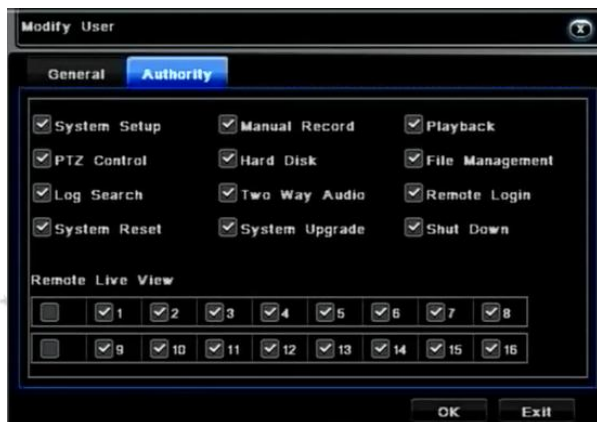 Modify User
X
General Authority
System Setup Manual Record Playback
PTZ Control Hard Disk File Management
Log Search Two Way Audio Remote Login
System Reset System Upgrade Shut Down
Remote Live View
1 2 3 4 5 6 7 8
9 10 11 12 13 14 15 16
OK Exit